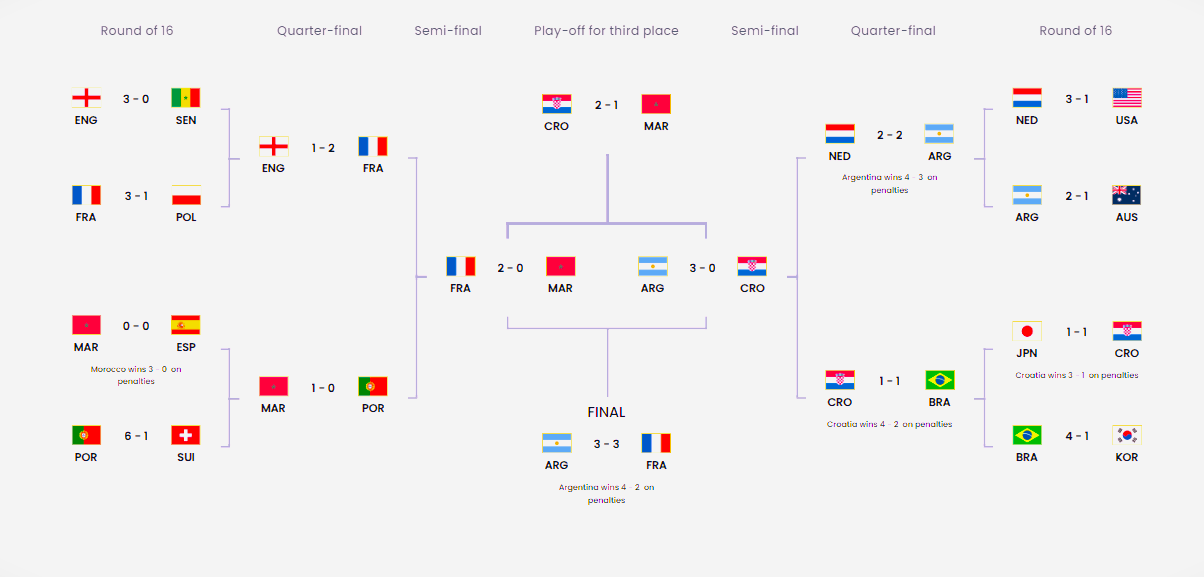 Round of 16 Quarter-final Semi-final Play-off for third place Semi-final Quarter-final Round of 16
3 - 0
ENG SEN
3 - 1
FRA POL
1 - 2
ENG FRA
0 - 0
MAR ESP
Morocco wins 3 - 0 on
penalties
6 - 1
POR SUI
1 - 0
MAR POR
2 - 0
FRA MAR
2 - 1
CRO MAR
3 - 0
ARG CRO
FINAL
3 - 3
ARG FRA
Argentina wins 4 - 2 on
penalties
2 - 2
NED ARG
Argentina wins 4 - 3 on
penalties
1 - 1
CRO BRA
Croatia wins 4 - 2 on penalties
3 - 1
NED USA
2 - 1
ARG AUS
1 - 1
JPN CRO
Croatia wins 3 - 1 on penalties
4 - 1
BRA KOR